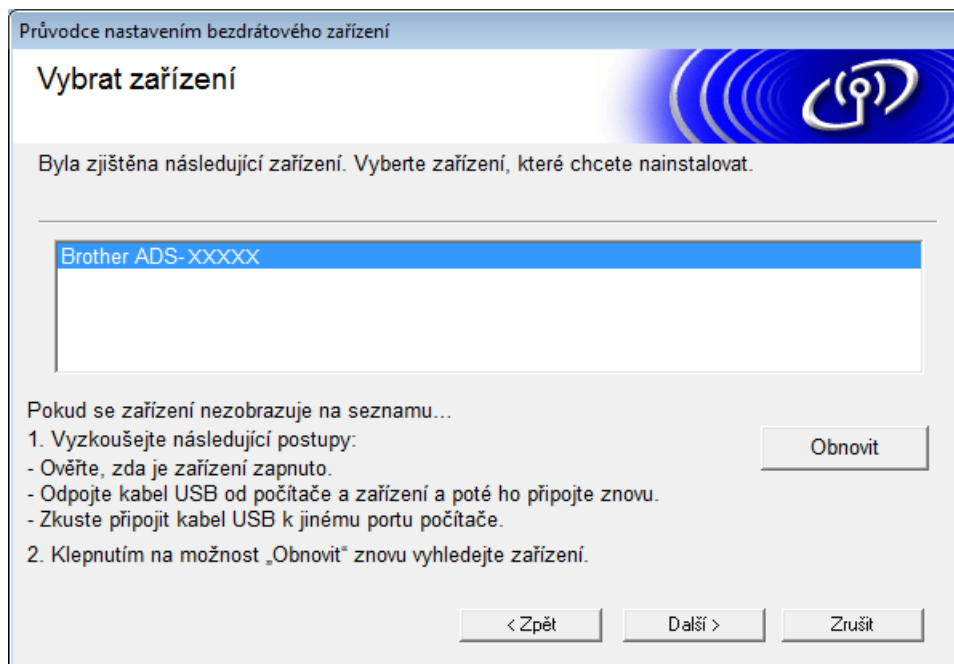 Průvodce nastavením bezdrátového zařízení
Vybrat zařízení
Byla zjištěna následující zařízení. Vyberte zařízení, které chcete nainstalovat.
Brother ADS-XXXXX
Pokud se zařízení nezobrazuje na seznamu...
1. Vyzkoušejte následující postupy:
- Ověřte, zda je zařízení zapnuto.
- Odpojte kabel USB od počítače a zařízení a poté ho připojte znovu.
- Zkuste připojit kabel USB k jinému portu počítače.
2. Klepnutím na možnost „Obnovit“ znovu vyhledejte zařízení.
Obnovit
< Zpět
Další >
Zrušit